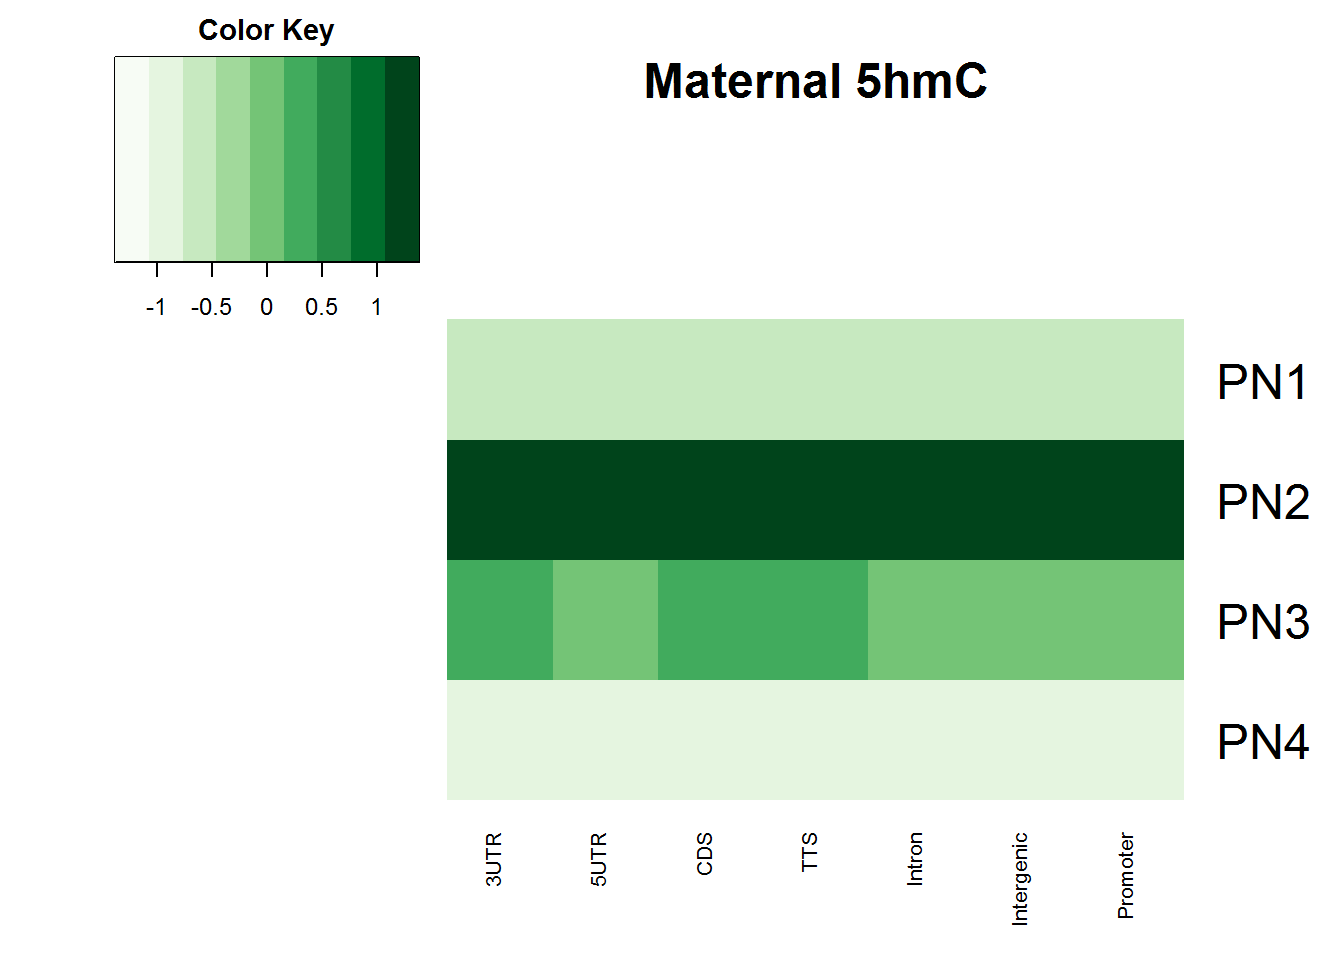 Color Key
Maternal 5hmC
-1 -0.5 0 0.5 1
PN1
PN2
PN3
PN4
3UTR
5UTR
CDS
TTS
Intron
Intergenic
Promoter